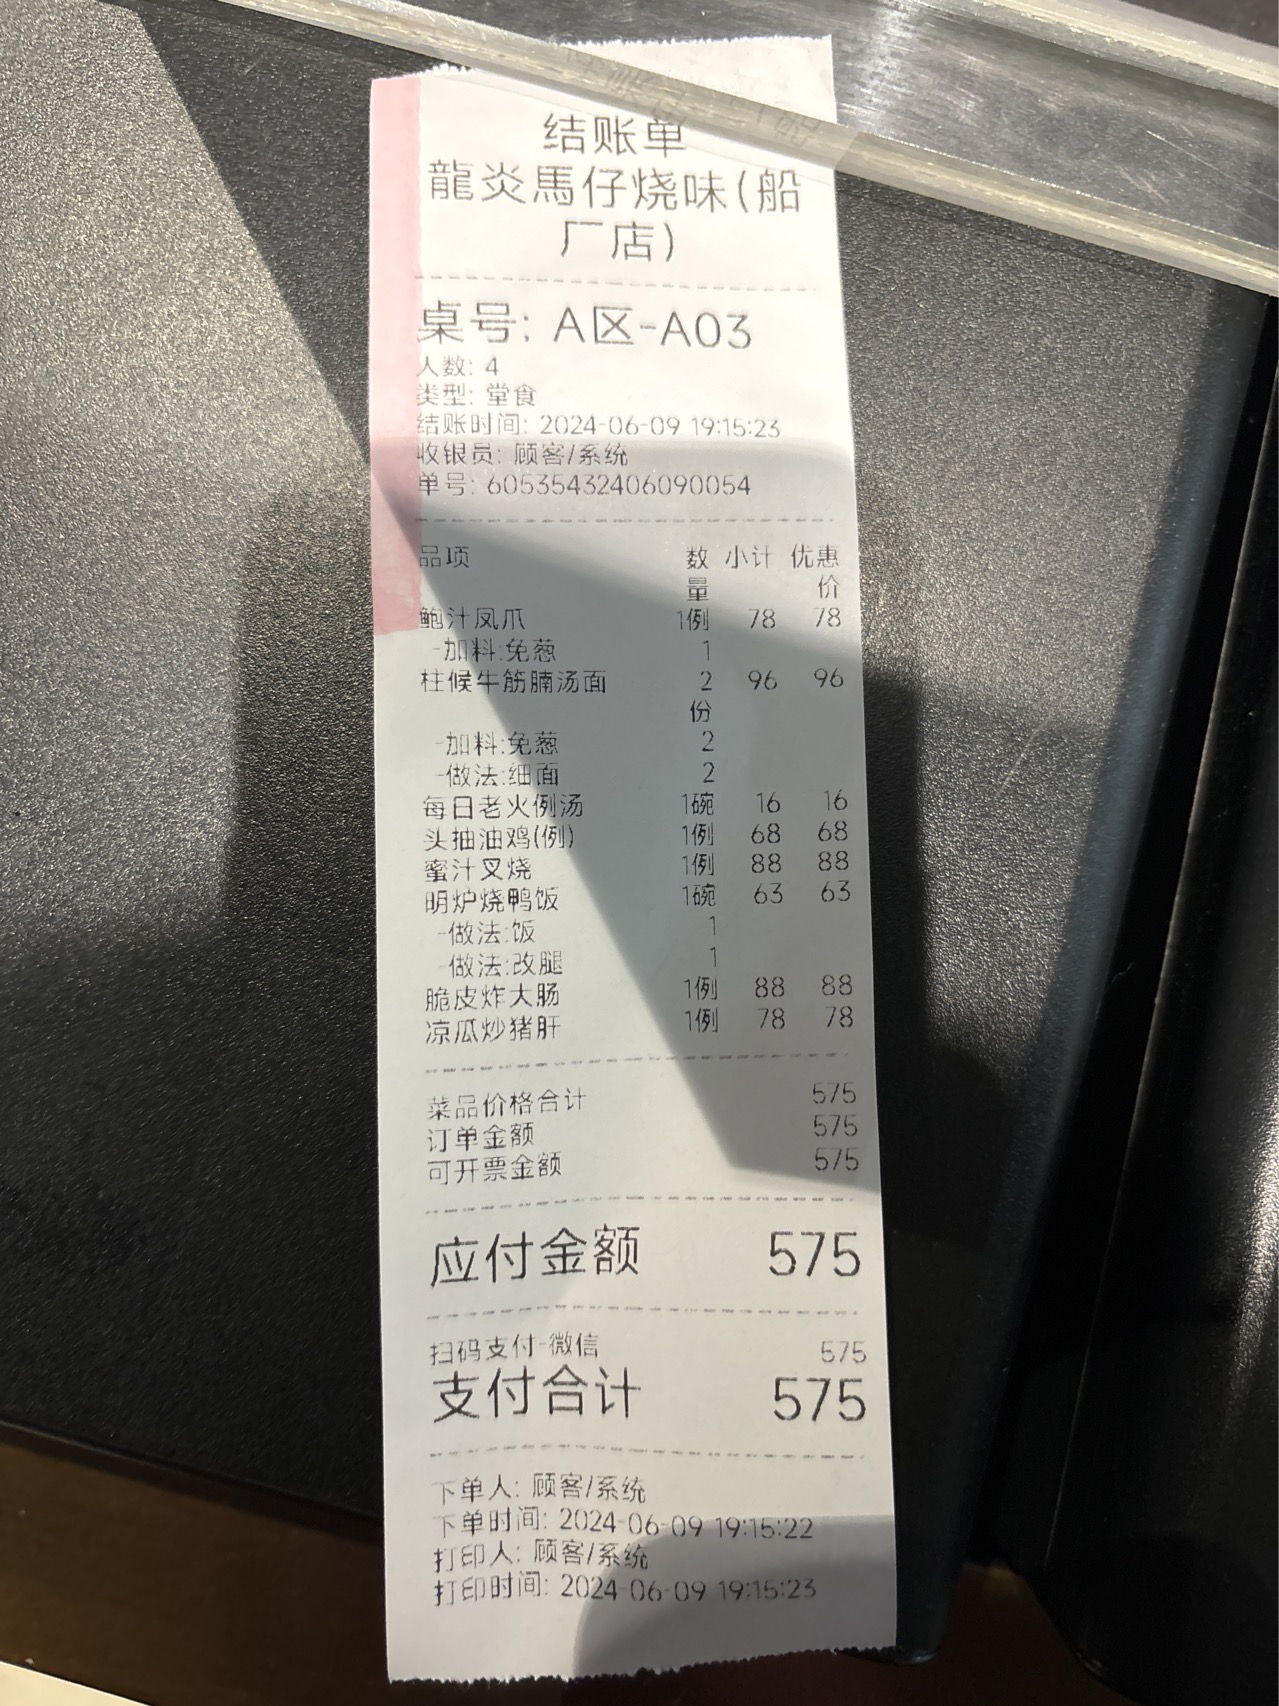 结账单
龍炎馬仔烧味(船
厂店)
桌号: A区-A03
人数: 4
类型: 堂食
结账时间: 2024-06-09 19:15:23
收银员: 顾客/系统
单号: 605354432406090054
品项 数量 小计 优惠价
鲍汁凤爪 1例 78 78
-加料:免葱 1
柱候牛筋腩汤面 2份 96 96
-加料:免葱 2
-做法:细面 2
每日老火例汤 1碗 16 16
头抽油鸡(例) 1例 68 68
蜜汁叉烧 1例 88 88
明炉烧鸭饭 1碗 63 63
-做法:饭 1
-做法:改腿 1
脆皮炸大肠 1例 88 88
凉瓜炒猪肝 1例 78 78
菜品价格合计 575
订单金额 575
可开票金额 575
应付金额 575
扫码支付-微信 575
支付合计 575
下单人: 顾客/系统
下单时间: 2024-06-09 19:15:22
打印人: 顾客/系统
打印时间: 2024-06-09 19:15:23